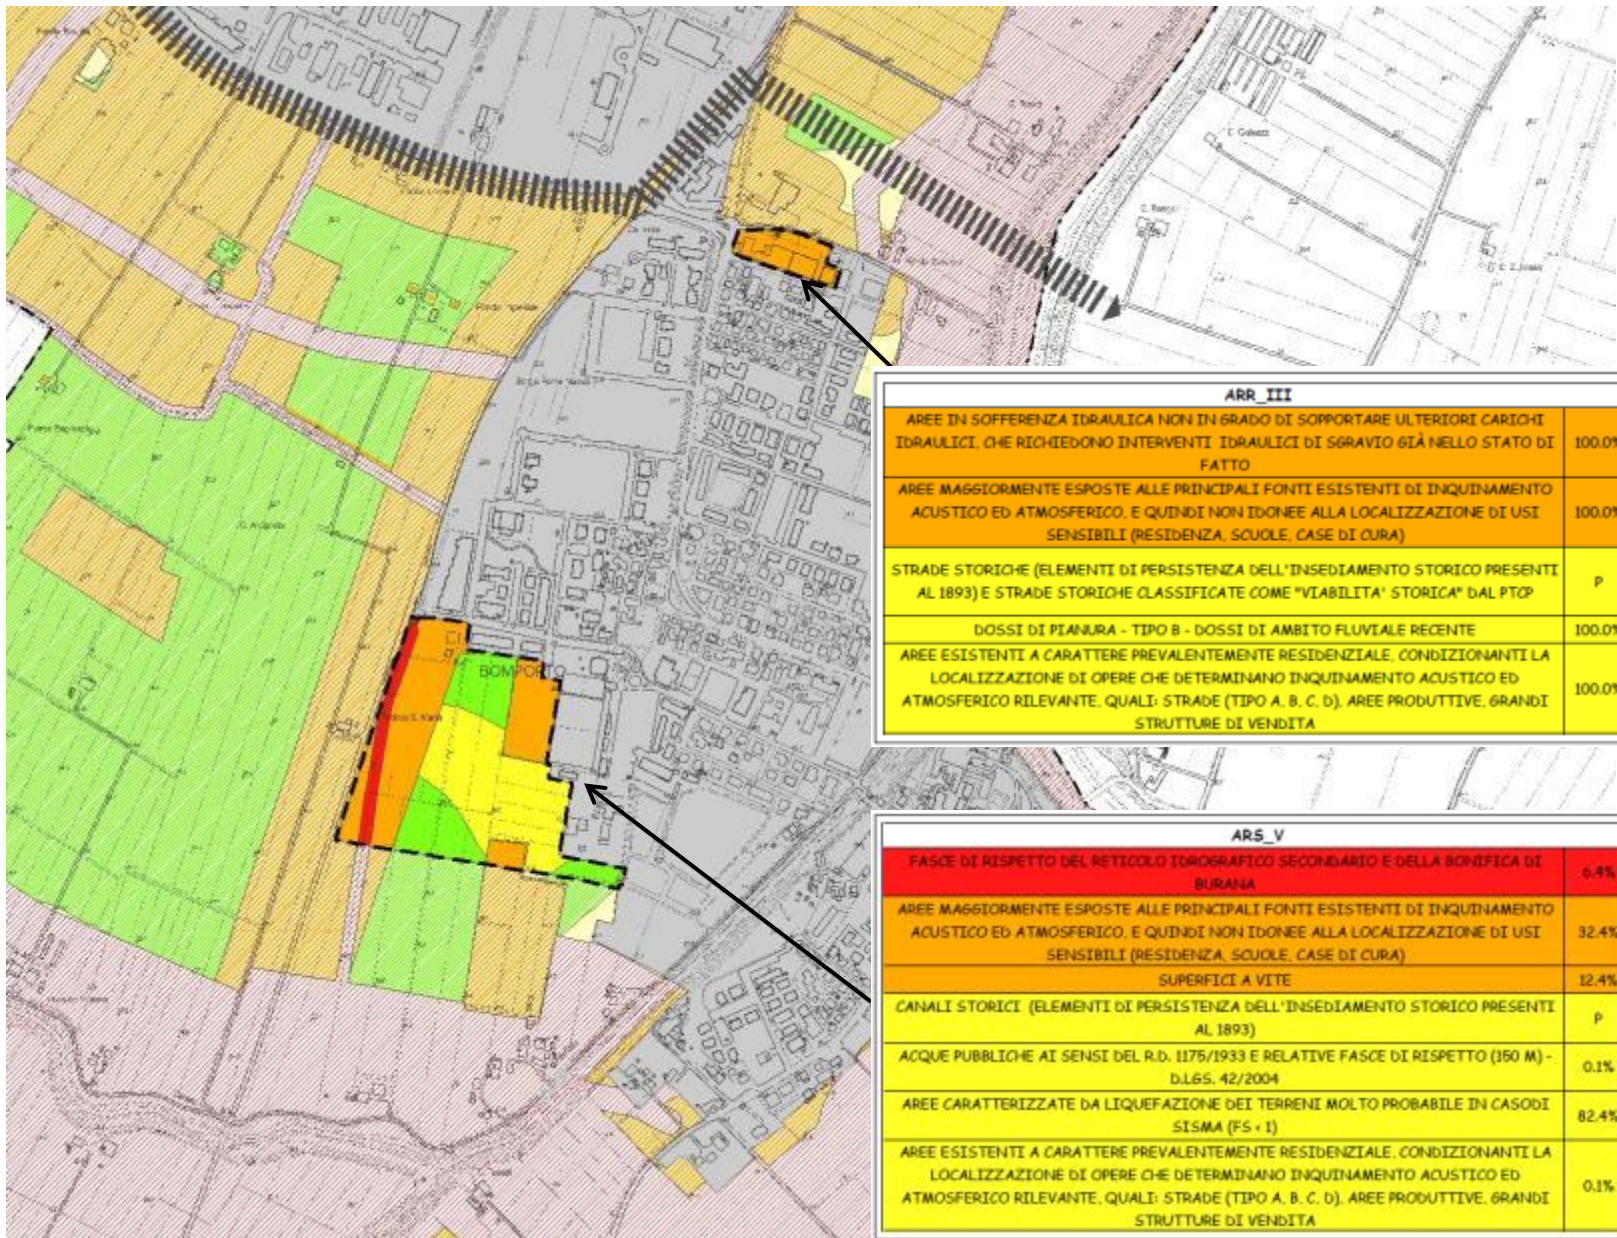 BOMPORTO
ARR_III
AREE IN SOFFERENZA IDRAULICA NON IN GRADO DI SOPPORTARE ULTERIORI CARICHI
IDRAULICI, CHE RICHIEDONO INTERVENTI IDRAULICI DI SGRAVIO GIÀ NELLO STATO DI
FATTO
100.0%
AREE MAGGIORMENTE ESPOSTE ALLE PRINCIPALI FONTI ESISTENTI DI INQUINAMENTO
ACUSTICO ED ATMOSFERICO, E QUINDI NON IDONEE ALLA LOCALIZZAZIONE DI USI
SENSIBILI (RESIDENZA, SCUOLE, CASE DI CURA)
100.0%
STRADE STORICHE (ELEMENTI DI PERSISTENZA DELL'INSEDIAMENTO STORICO PRESENTI
AL 1893) E STRADE STORICHE CLASSIFICATE COME "VIABILITA' STORICA" DAL PTCP
P
DOSSI DI PIANURA - TIPO B - DOSSI DI AMBITO FLUVIALE RECENTE
100.0%
AREE ESISTENTI A CARATTERE PREVALENTEMENTE RESIDENZIALE, CONDIZIONANTI LA
LOCALIZZAZIONE DI OPERE CHE DETERMINANO INQUINAMENTO ACUSTICO ED
ATMOSFERICO RILEVANTE, QUALI: STRADE (TIPO A, B, C, D), AREE PRODUTTIVE, GRANDI
STRUTTURE DI VENDITA
100.0%
ARS_V
FASCE DI RISPETTO DEL RETICOLO IDROGRAFICO SECONDARIO E DELLA BONIFICA DI
BURANA
6.4%
AREE MAGGIORMENTE ESPOSTE ALLE PRINCIPALI FONTI ESISTENTI DI INQUINAMENTO
ACUSTICO ED ATMOSFERICO, E QUINDI NON IDONEE ALLA LOCALIZZAZIONE DI USI
SENSIBILI (RESIDENZA, SCUOLE, CASE DI CURA)
32.4%
SUPERFICI A VITE
12.4%
CANALI STORICI (ELEMENTI DI PERSISTENZA DELL'INSEDIAMENTO STORICO PRESENTI
AL 1893)
P
ACQUE PUBBLICHE AI SENSI DEL R.D. 1175/1933 E RELATIVE FASCE DI RISPETTO (150 M) -
D.LGS. 42/2004
0.1%
AREE CARATTERIZZATE DA LIQUEFAZIONE DEI TERRENI MOLTO PROBABILE IN CASODI
SISMA (FS < 1)
82.4%
AREE ESISTENTI A CARATTERE PREVALENTEMENTE RESIDENZIALE, CONDIZIONANTI LA
LOCALIZZAZIONE DI OPERE CHE DETERMINANO INQUINAMENTO ACUSTICO ED
ATMOSFERICO RILEVANTE, QUALI: STRADE (TIPO A, B, C, D), AREE PRODUTTIVE, GRANDI
STRUTTURE DI VENDITA
0.1%